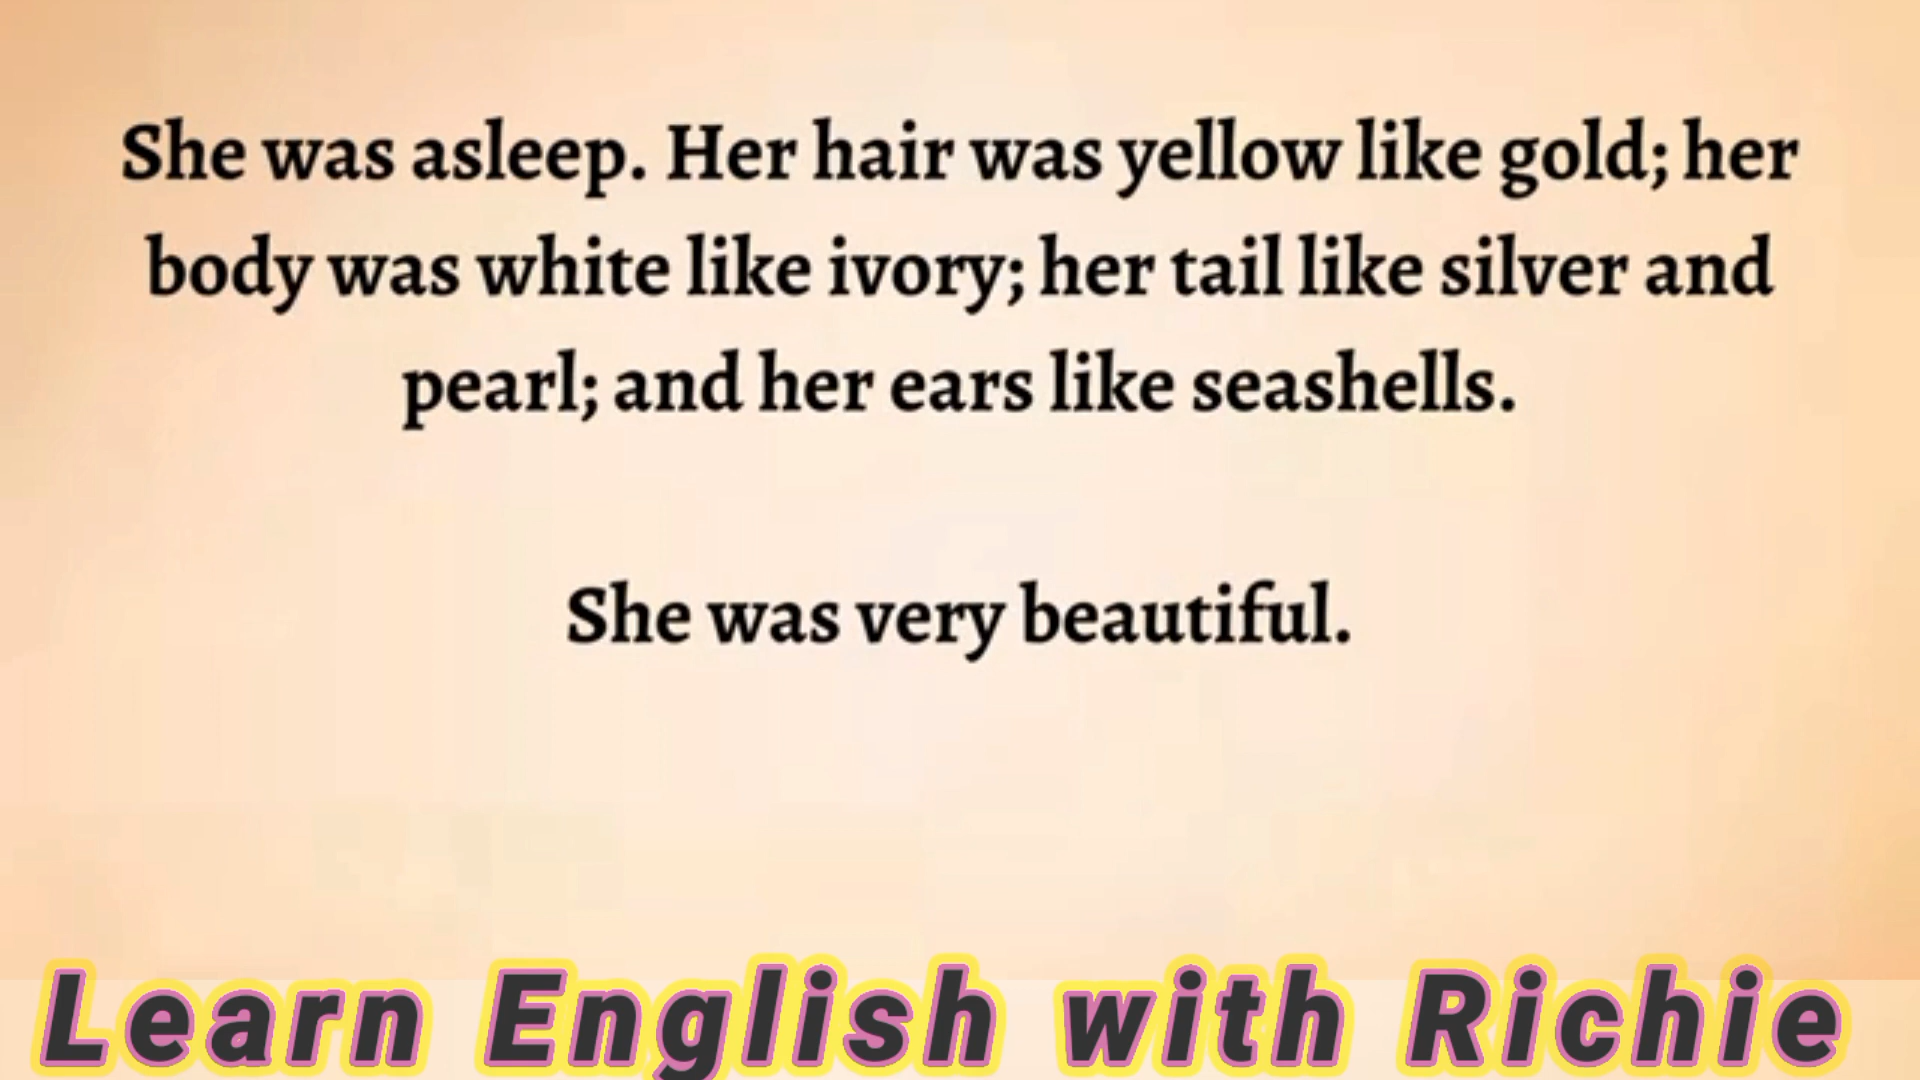 She was asleep. Her hair was yellow like gold; her
body was white like ivory; her tail like silver and
pearl; and her ears like seashells.
She was very beautiful.
Learn English with Richie